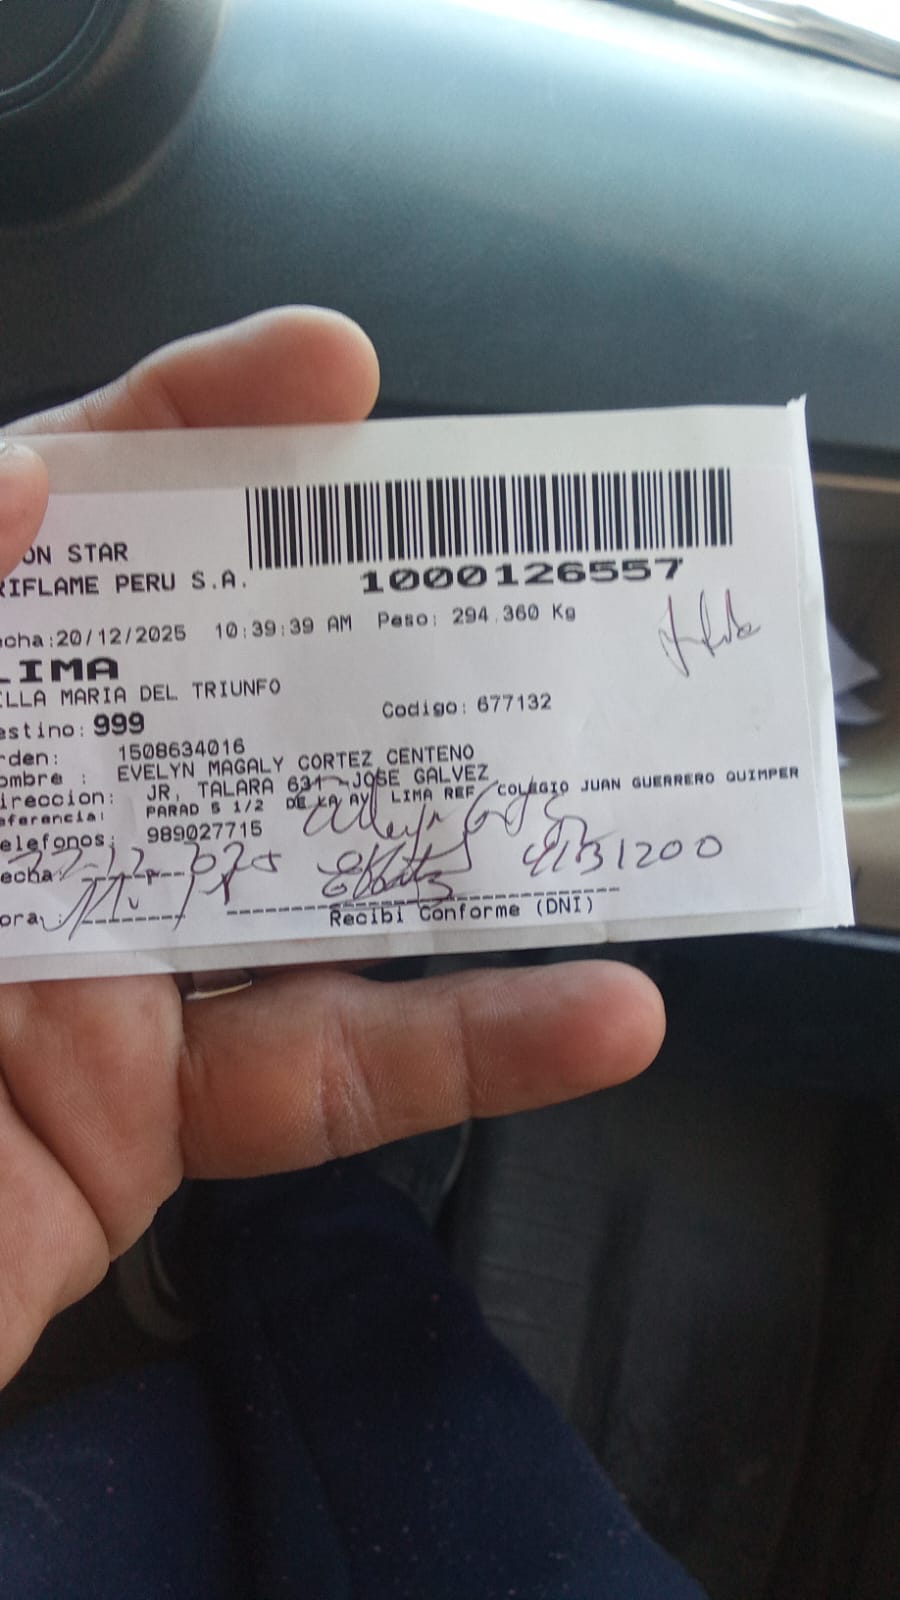 ON STAR
RIFLAME PERU S.A.
1000126557
echa:20/12/2025 10:39:39 AM Peso: 294.360 Kg
LIMA
ILLA MARIA DEL TRIUNFO
estino: 999 Codigo: 677132
rden: 1508634016
ombre : EVELYN MAGALY CORTEZ CENTENO
ireccion: JR, TALARA 631 -JOSE GALVEZ
eferencia: PARAD 5 1/2 DE LA AV LIMA REF COLEGIO JUAN GUERRERO QUIMPER
elefonos: 989027715
echa:
ora :
Recibi Conforme (DNI)